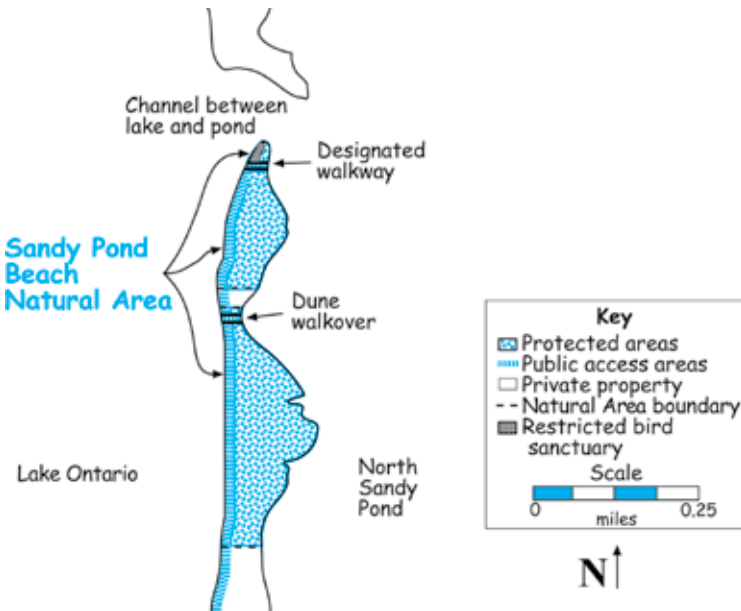 Channel between
lake and pond
Designated
walkway
Sandy Pond
Beach
Natural Area
Dune
walkover
Lake Ontario
North
Sandy
Pond
Key
Protected areas
Public access areas
Private property
Natural Area boundary
Restricted bird
sanctuary
Scale
0 0.25
miles
N